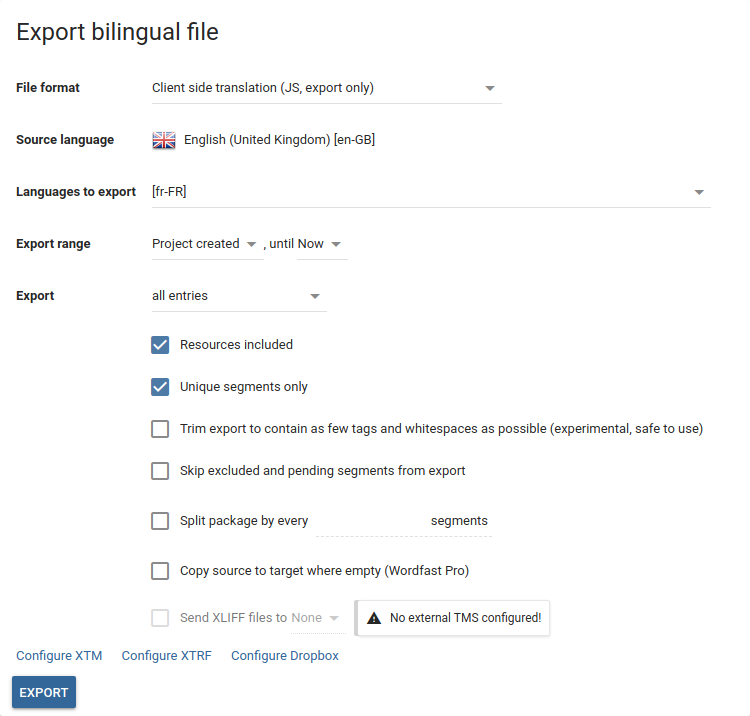 Export bilingual file
File format Client side translation (JS, export only)
Source language English (United Kingdom) [en-GB]
Languages to export [fr-FR]
Export range Project created , until Now
Export all entries
Resources included
Unique segments only
Trim export to contain as few tags and whitespaces as possible (experimental, safe to use)
Skip excluded and pending segments from export
Split package by every segments
Copy source to target where empty (Wordfast Pro)
Send XLIFF files to None No external TMS configured!
Configure XTM Configure XTRF Configure Dropbox
EXPORT